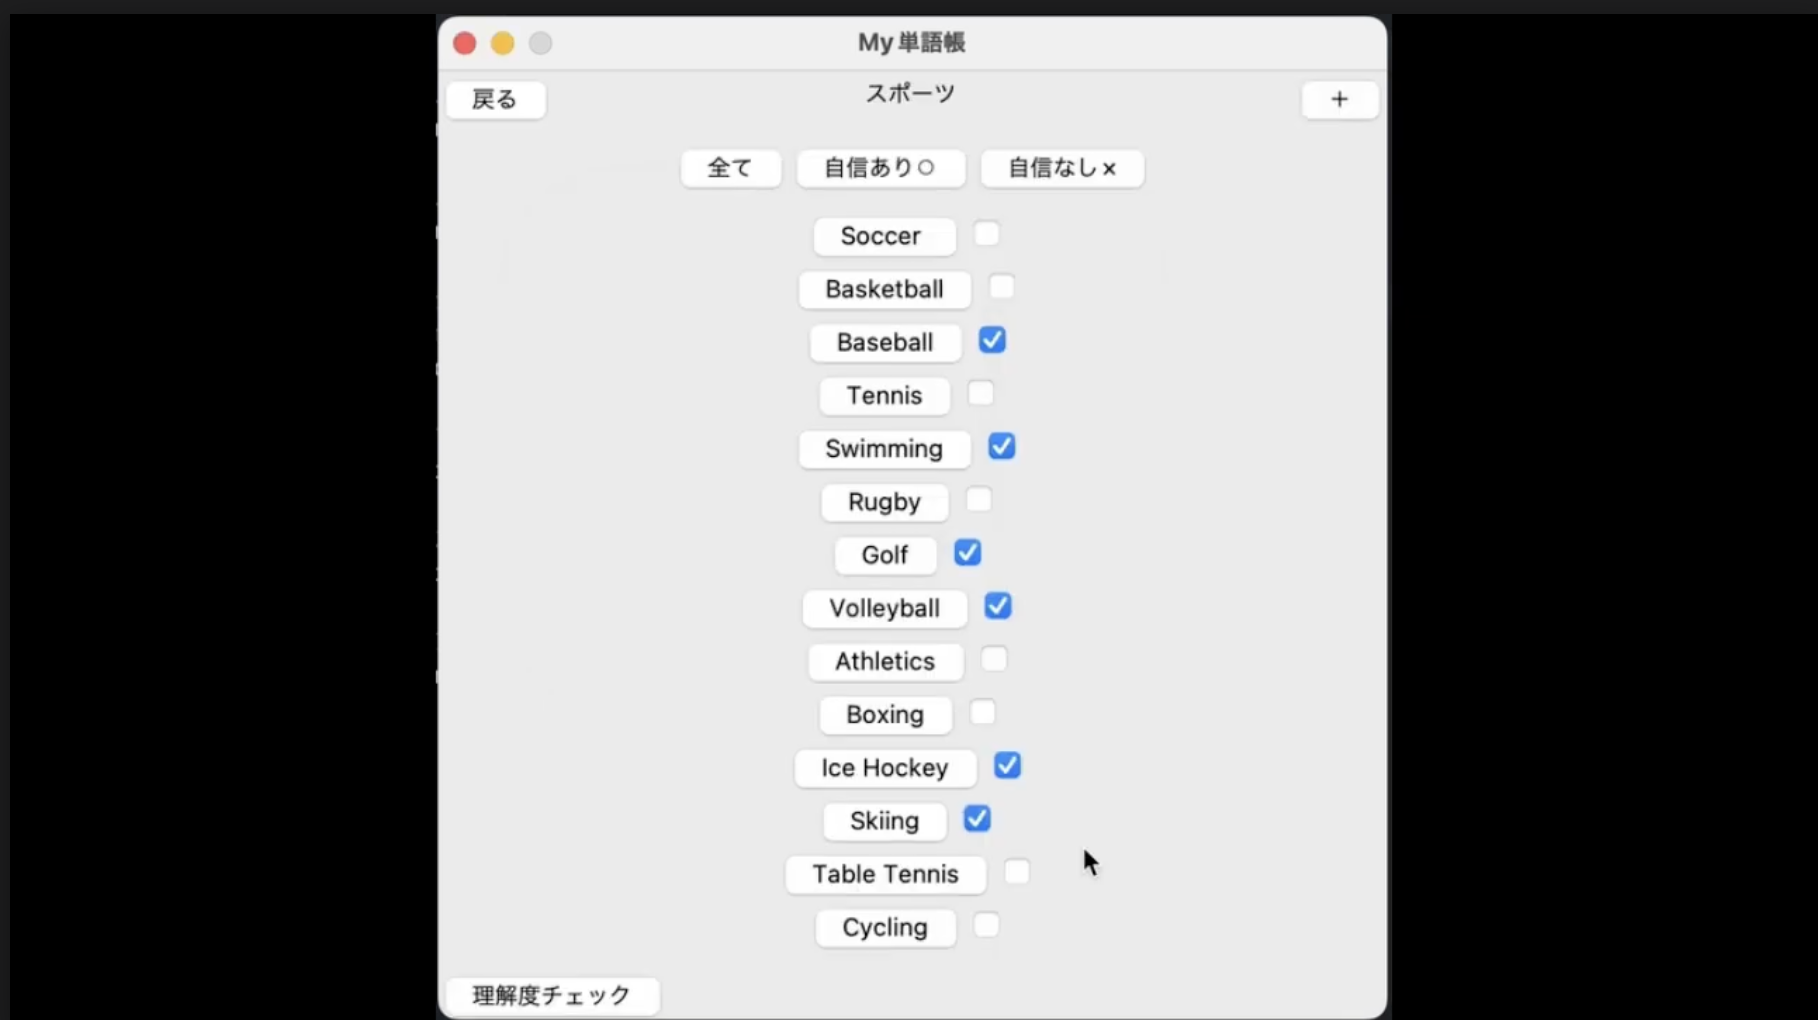 My単語帳
戻る スポーツ +
全て 自信あり○ 自信なし×
Soccer
Basketball
Baseball
Tennis
Swimming
Rugby
Golf
Volleyball
Athletics
Boxing
Ice Hockey
Skiing
Table Tennis
Cycling
理解度チェック